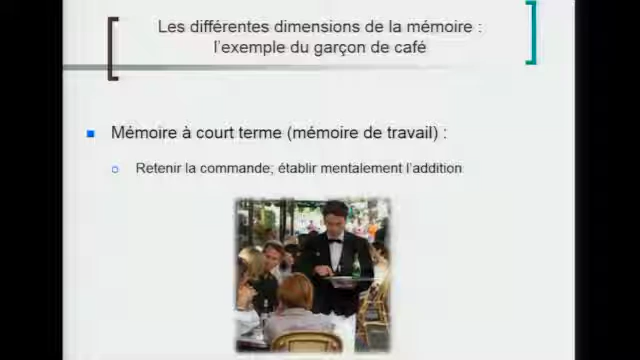 Les différentes dimensions de la mémoire :
l'exemple du garçon de café
Mémoire à court terme (mémoire de travail) :
Retenir la commande; établir mentalement l'addition